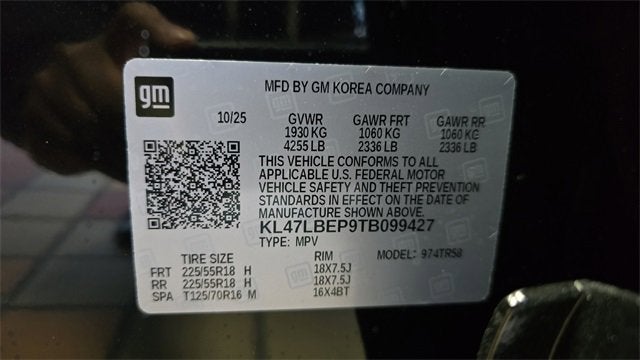 gm
MFD BY GM KOREA COMPANY
10/25 GVWR GAWR FRT GAWR RR
1930 KG 1060 KG 1060 KG
4255 LB 2336 LB 2336 LB
THIS VEHICLE CONFORMS TO ALL
APPLICABLE U.S. FEDERAL MOTOR
VEHICLE SAFETY AND THEFT PREVENTION
STANDARDS IN EFFECT ON THE DATE OF
MANUFACTURE SHOWN ABOVE.
KL47LBEP9TB099427
TYPE: MPV MODEL: 974TR58
TIRE SIZE RIM
FRT 225/55R18 H 18X7.5J
RR 225/55R18 H 18X7.5J
SPA T125/70R16 M 16X4BT